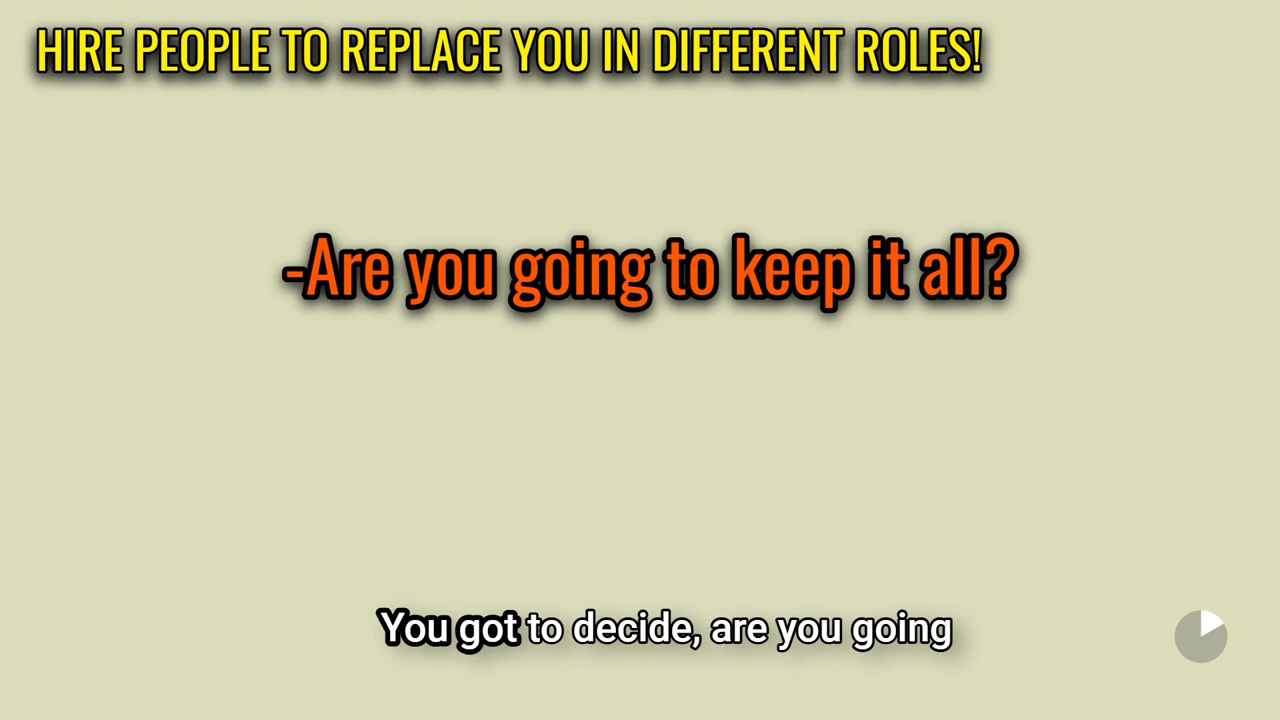 HIRE PEOPLE TO REPLACE YOU IN DIFFERENT ROLES!
-Are you going to keep it all?
You got to decide, are you going